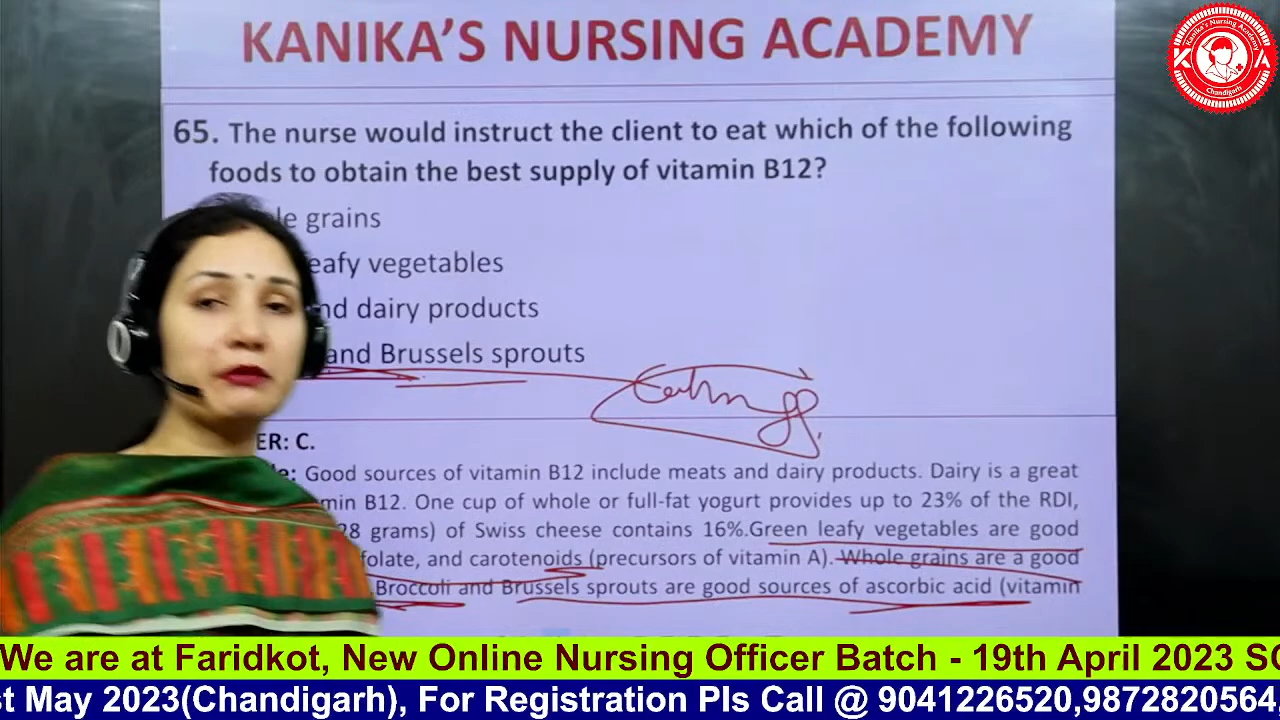 KANIKA'S NURSING ACADEMY
Kanika's Nursing Academy
K A
Chandigarh
65. The nurse would instruct the client to eat which of the following
foods to obtain the best supply of vitamin B12?
le grains
eafy vegetables
nd dairy products
and Brussels sprouts
ER: C.
e: Good sources of vitamin B12 include meats and dairy products. Dairy is a great
min B12. One cup of whole or full-fat yogurt provides up to 23% of the RDI,
28 grams) of Swiss cheese contains 16%.Green leafy vegetables are good
folate, and carotenoids (precursors of vitamin A). Whole grains are a good
Broccoli and Brussels sprouts are good sources of ascorbic acid (vitamin
We are at Faridkot, New Online Nursing Officer Batch - 19th April 2023 SC
st May 2023(Chandigarh), For Registration Pls Call @ 9041226520,9872820564,